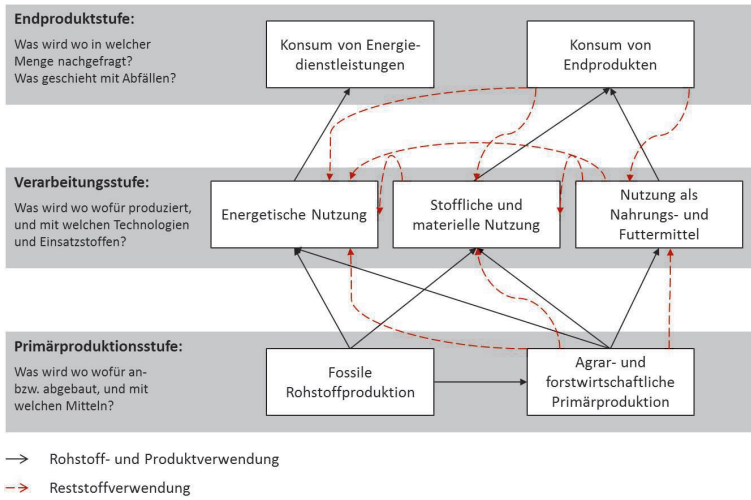 Endproduktstufe:
Was wird wo in welcher
Menge nachgefragt?
Was geschieht mit Abfällen?
Konsum von Energie-
dienstleistungen
Konsum von
Endprodukten
Verarbeitungsstufe:
Was wird wo wofür produziert,
und mit welchen Technologien
und Einsatzstoffen?
Energetische Nutzung
Stoffliche und
materielle Nutzung
Nutzung als
Nahrungs- und
Futtermittel
Primärproduktionsstufe:
Was wird wo wofür an-
bzw. abgebaut, und mit
welchen Mitteln?
Fossile
Rohstoffproduktion
Agrar- und
forstwirtschaftliche
Primärproduktion
Rohstoff- und Produktverwendung
Reststoffverwendung